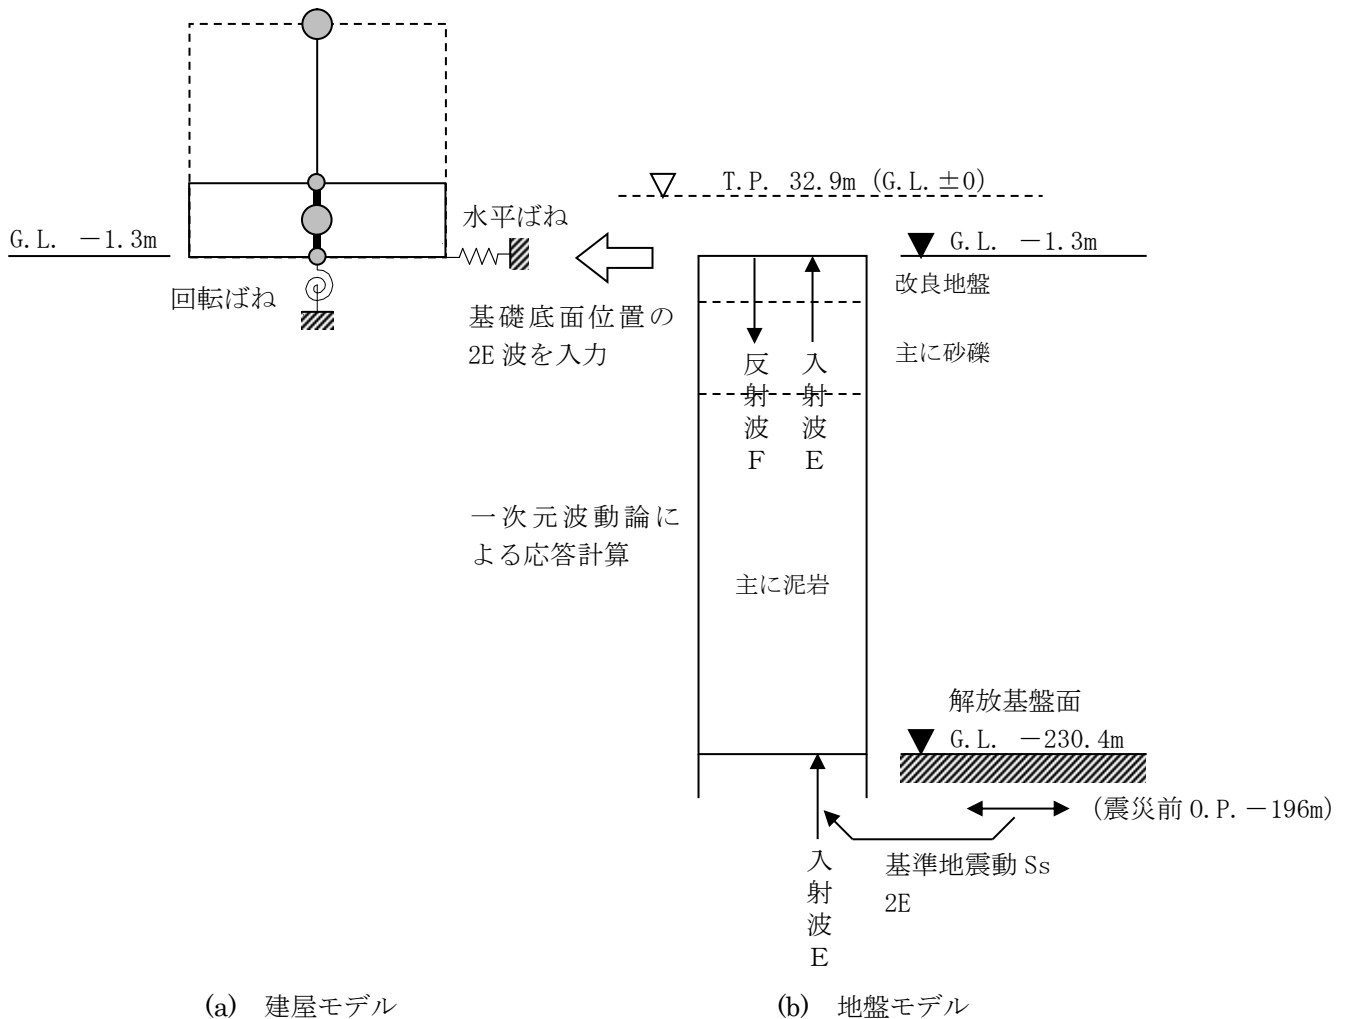 T.P. 32.9m (G.L.±0)
水平ばね
G.L. －1.3m
G.L. －1.3m
改良地盤
回転ばね
基礎底面位置の
2E 波を入力
主に砂礫
反射波F
入射波E
一次元波動論に
よる応答計算
主に泥岩
解放基盤面
G.L. －230.4m
(震災前 O.P.－196m)
入射波E
基準地震動 Ss
2E
(a) 建屋モデル
(b) 地盤モデル